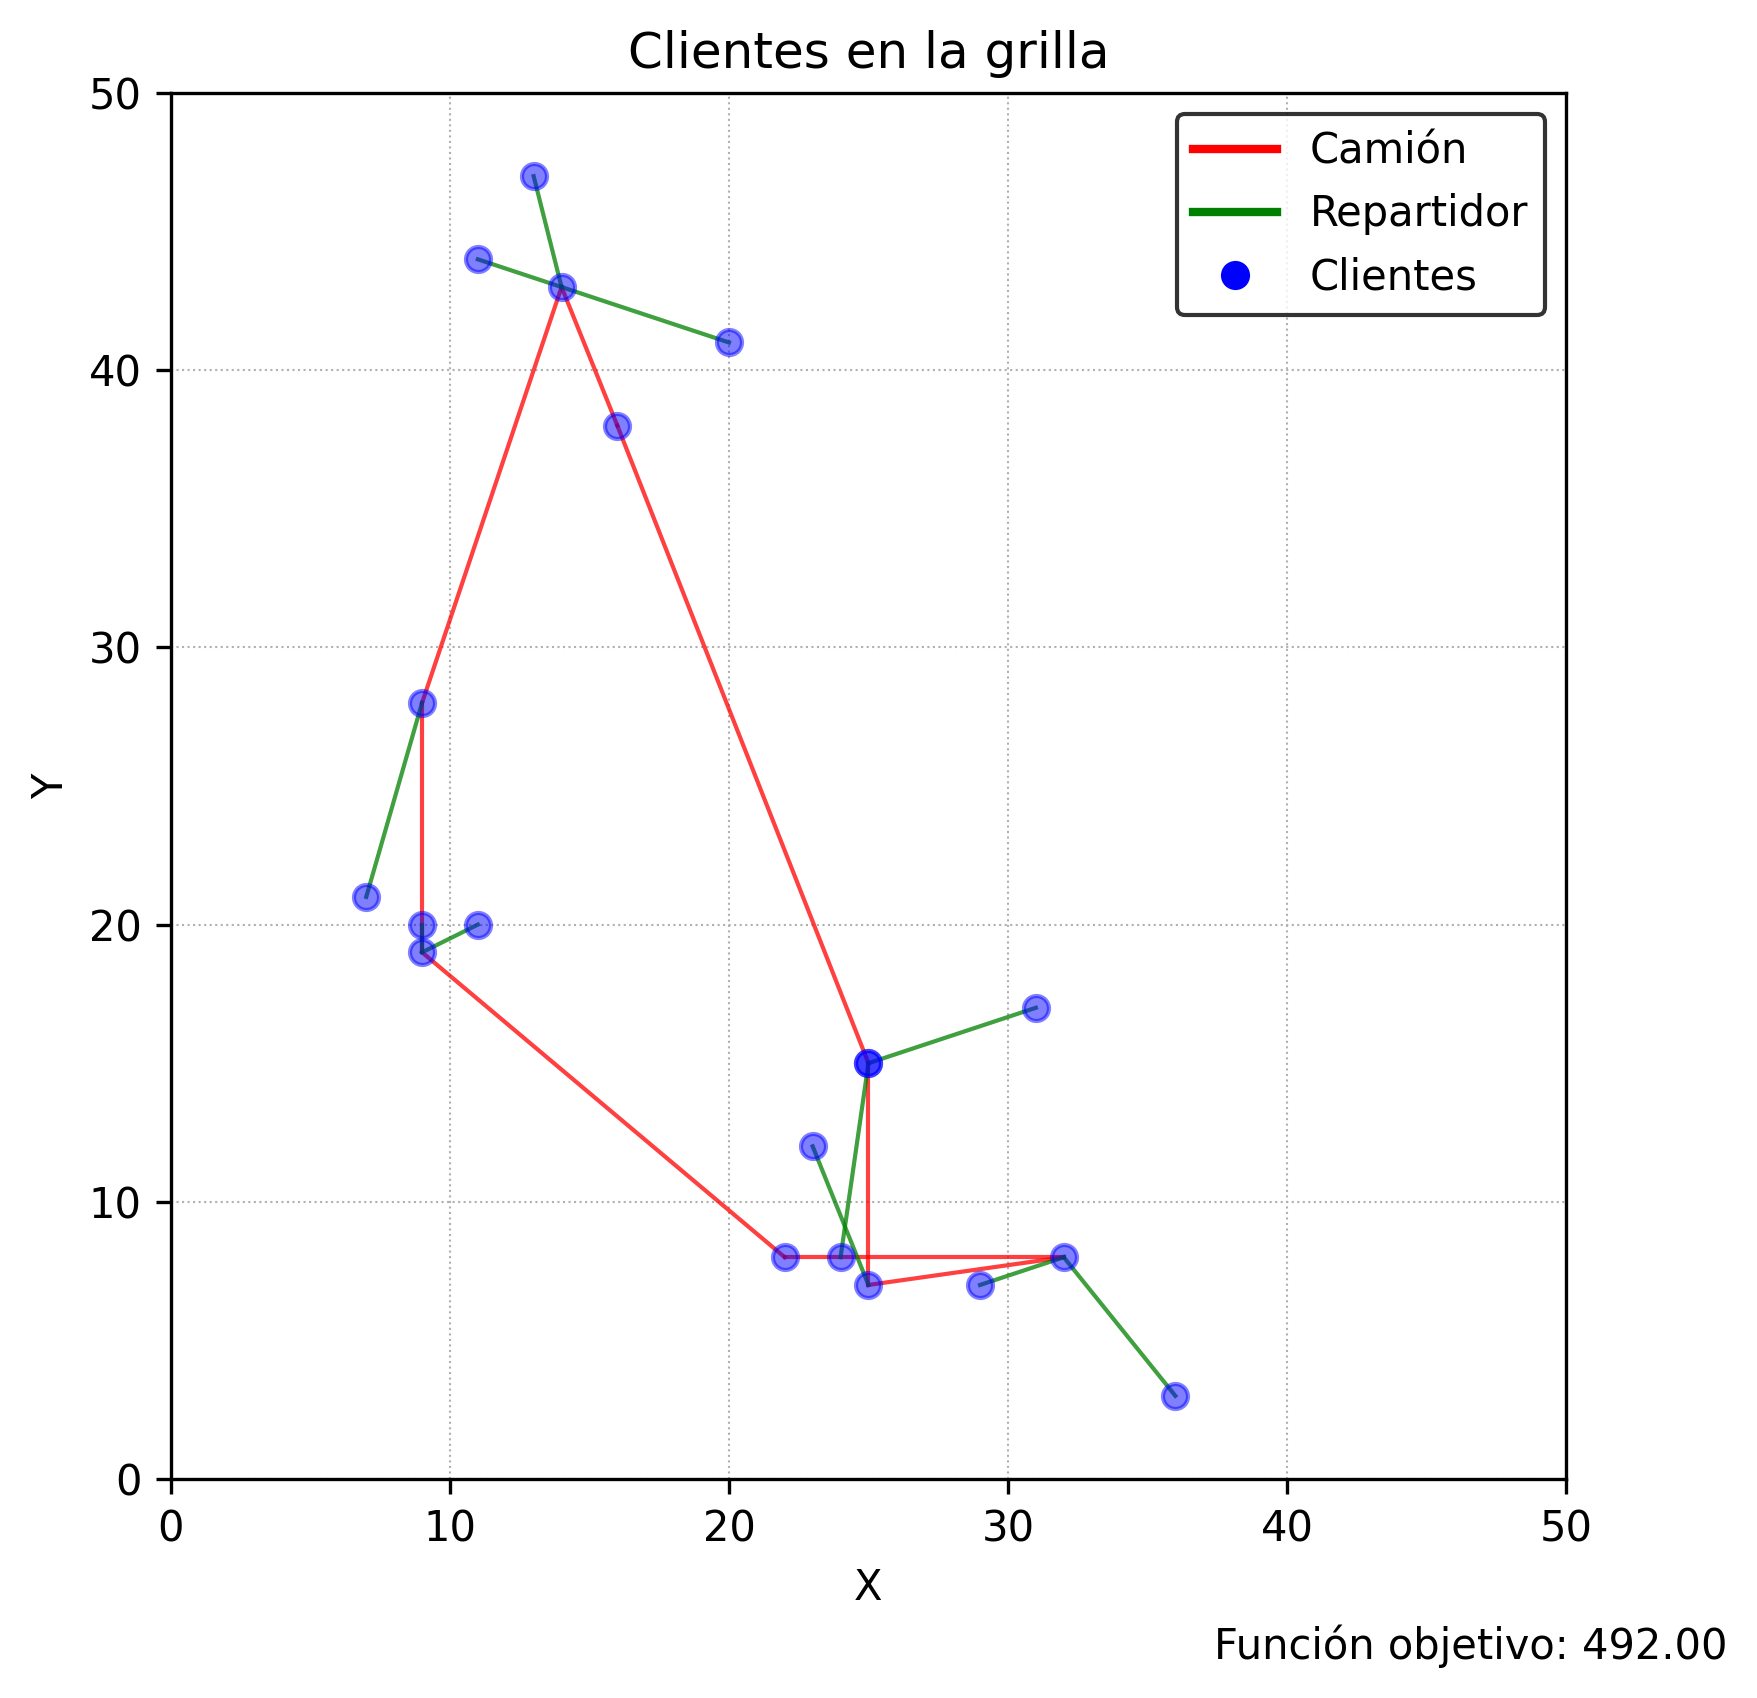 Clientes en la grilla
Camión
Repartidor
Clientes
50
40
30
20
10
0
Y
0 10 20 30 40 50
X
Función objetivo: 492.00